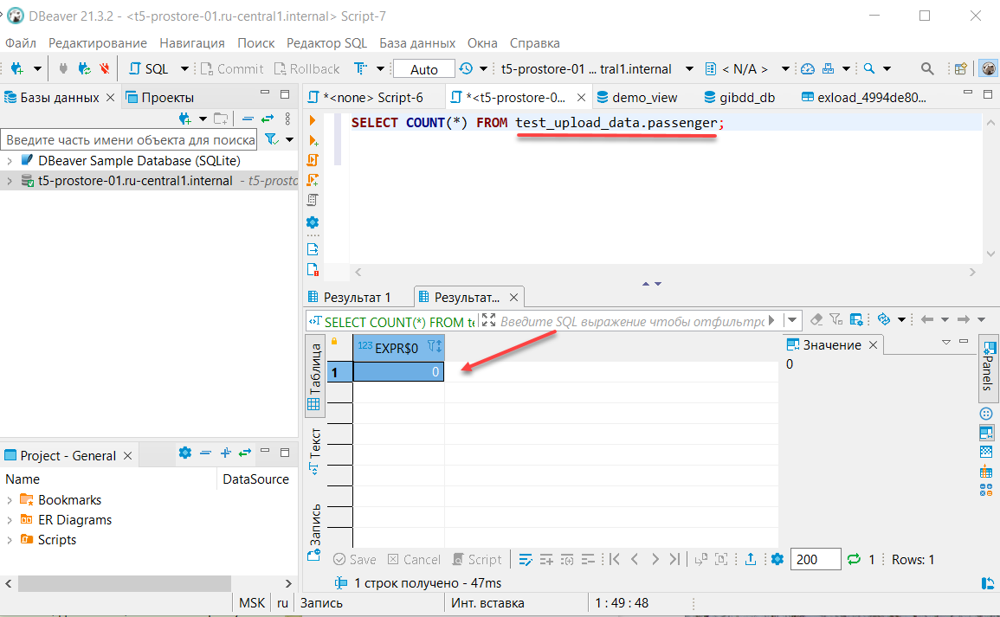 DBeaver 21.3.2 - <t5-prostore-01.ru-central1.internal> Script-7
Файл Редактирование Навигация Поиск Редактор SQL База данных Окна Справка
SQL Commit Rollback Auto t5-prostore-01 ... tral1.internal < N/A >
Базы данных Проекты
*<none> Script-6 *<t5-prostore-0... demo_view gibdd_db exload_4994de80...
SELECT COUNT(*) FROM test_upload_data.passenger;
Введите часть имени объекта для поиска
DBeaver Sample Database (SQLite)
t5-prostore-01.ru-central1.internal - t5-prosto
Результат 1 Результат...
SELECT COUNT(*) FROM te Введите SQL выражение чтобы отфильтро
Таблица
123 EXPR$0
1 0
Значение
0
Panels
Текст
Запись
Project - General
Name DataSource
Bookmarks
ER Diagrams
Scripts
Save Cancel Script 200 1 Rows: 1
1 строк получено - 47ms
MSK ru Запись Инт. вставка 1 : 49 : 48